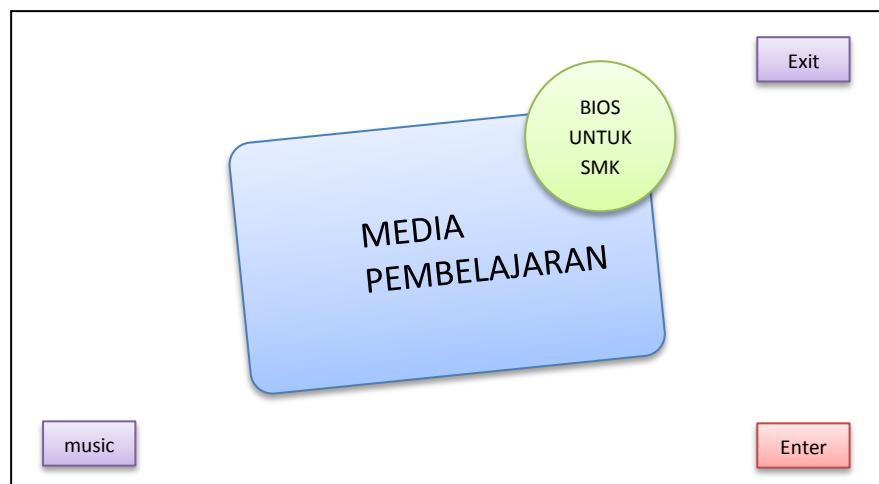 Exit
BIOS
UNTUK
SMK
MEDIA
PEMBELAJARAN
music
Enter